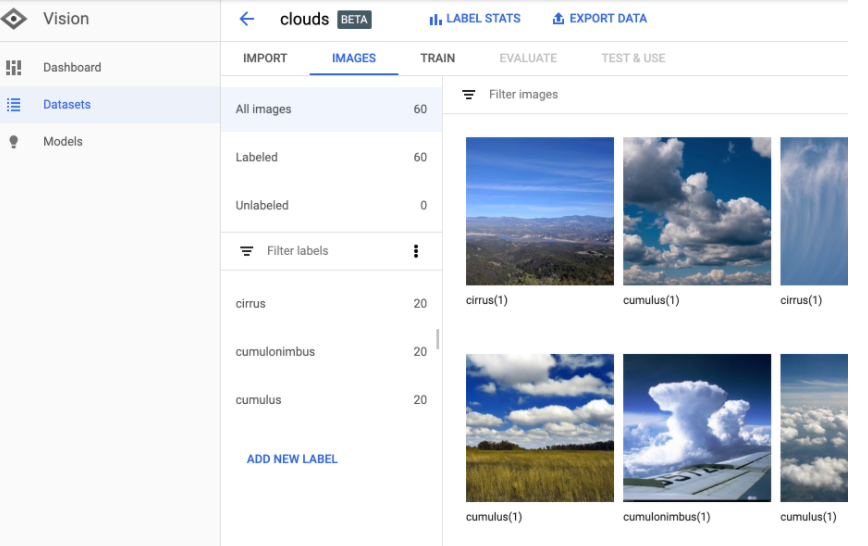 Vision
clouds BETA
LABEL STATS
EXPORT DATA
Dashboard
Datasets
Models
IMPORT
IMAGES
TRAIN
EVALUATE
TEST & USE
All images 60
Labeled 60
Unlabeled 0
Filter labels
cirrus 20
cumulonimbus 20
cumulus 20
ADD NEW LABEL
Filter images
cirrus(1)
cumulus(1)
cirrus(1)
cumulus(1)
cumulonimbus(1)
cumulus(1)